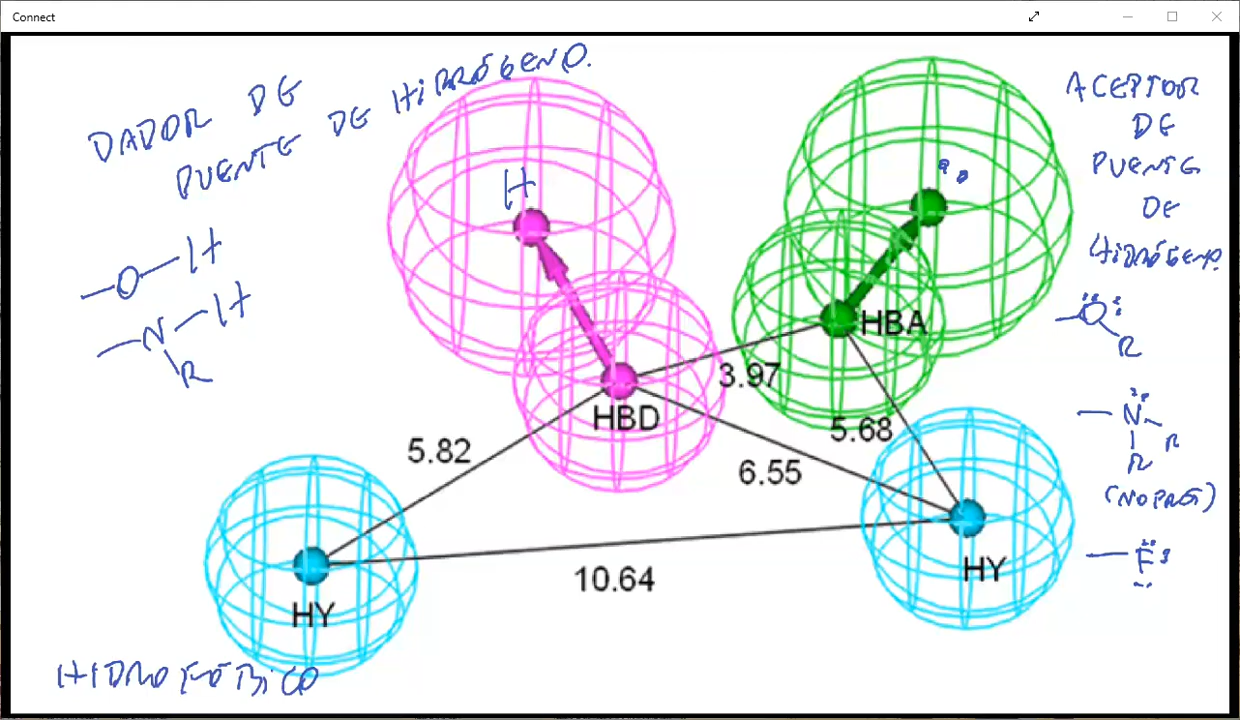 Connect
DADOR DE
PUENTE DE HIDRÓGENO.
H
—O—H
—N—H
R
ACEPTOR
DE
PUENTE
DE
HIDRÓGENO.
—O
R
—N—R
R
(NO PROT)
—F
HBA
3.97
HBD
5.68
5.82
6.55
HY
10.64
HY
HIDROFÓBICO